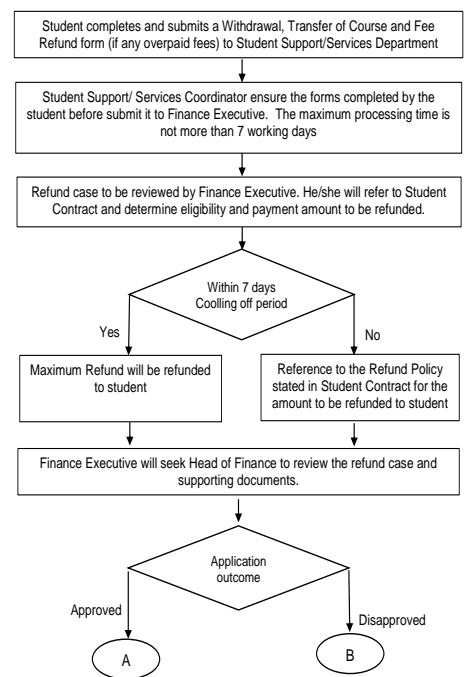 Student completes and submits a Withdrawal, Transfer of Course and Fee
Refund form (if any overpaid fees) to Student Support/Services Department
Student Support/ Services Coordinator ensure the forms completed by the
student before submit it to Finance Executive. The maximum processing time is
not more than 7 working days
Refund case to be reviewed by Finance Executive. He/she will refer to Student
Contract and determine eligibility and payment amount to be refunded.
Within 7 days
Coolling off period
Yes
No
Maximum Refund will be refunded
to student
Reference to the Refund Policy
stated in Student Contract for the
amount to be refunded to student
Finance Executive will seek Head of Finance to review the refund case and
supporting documents.
Application
outcome
Approved
Disapproved
A
B